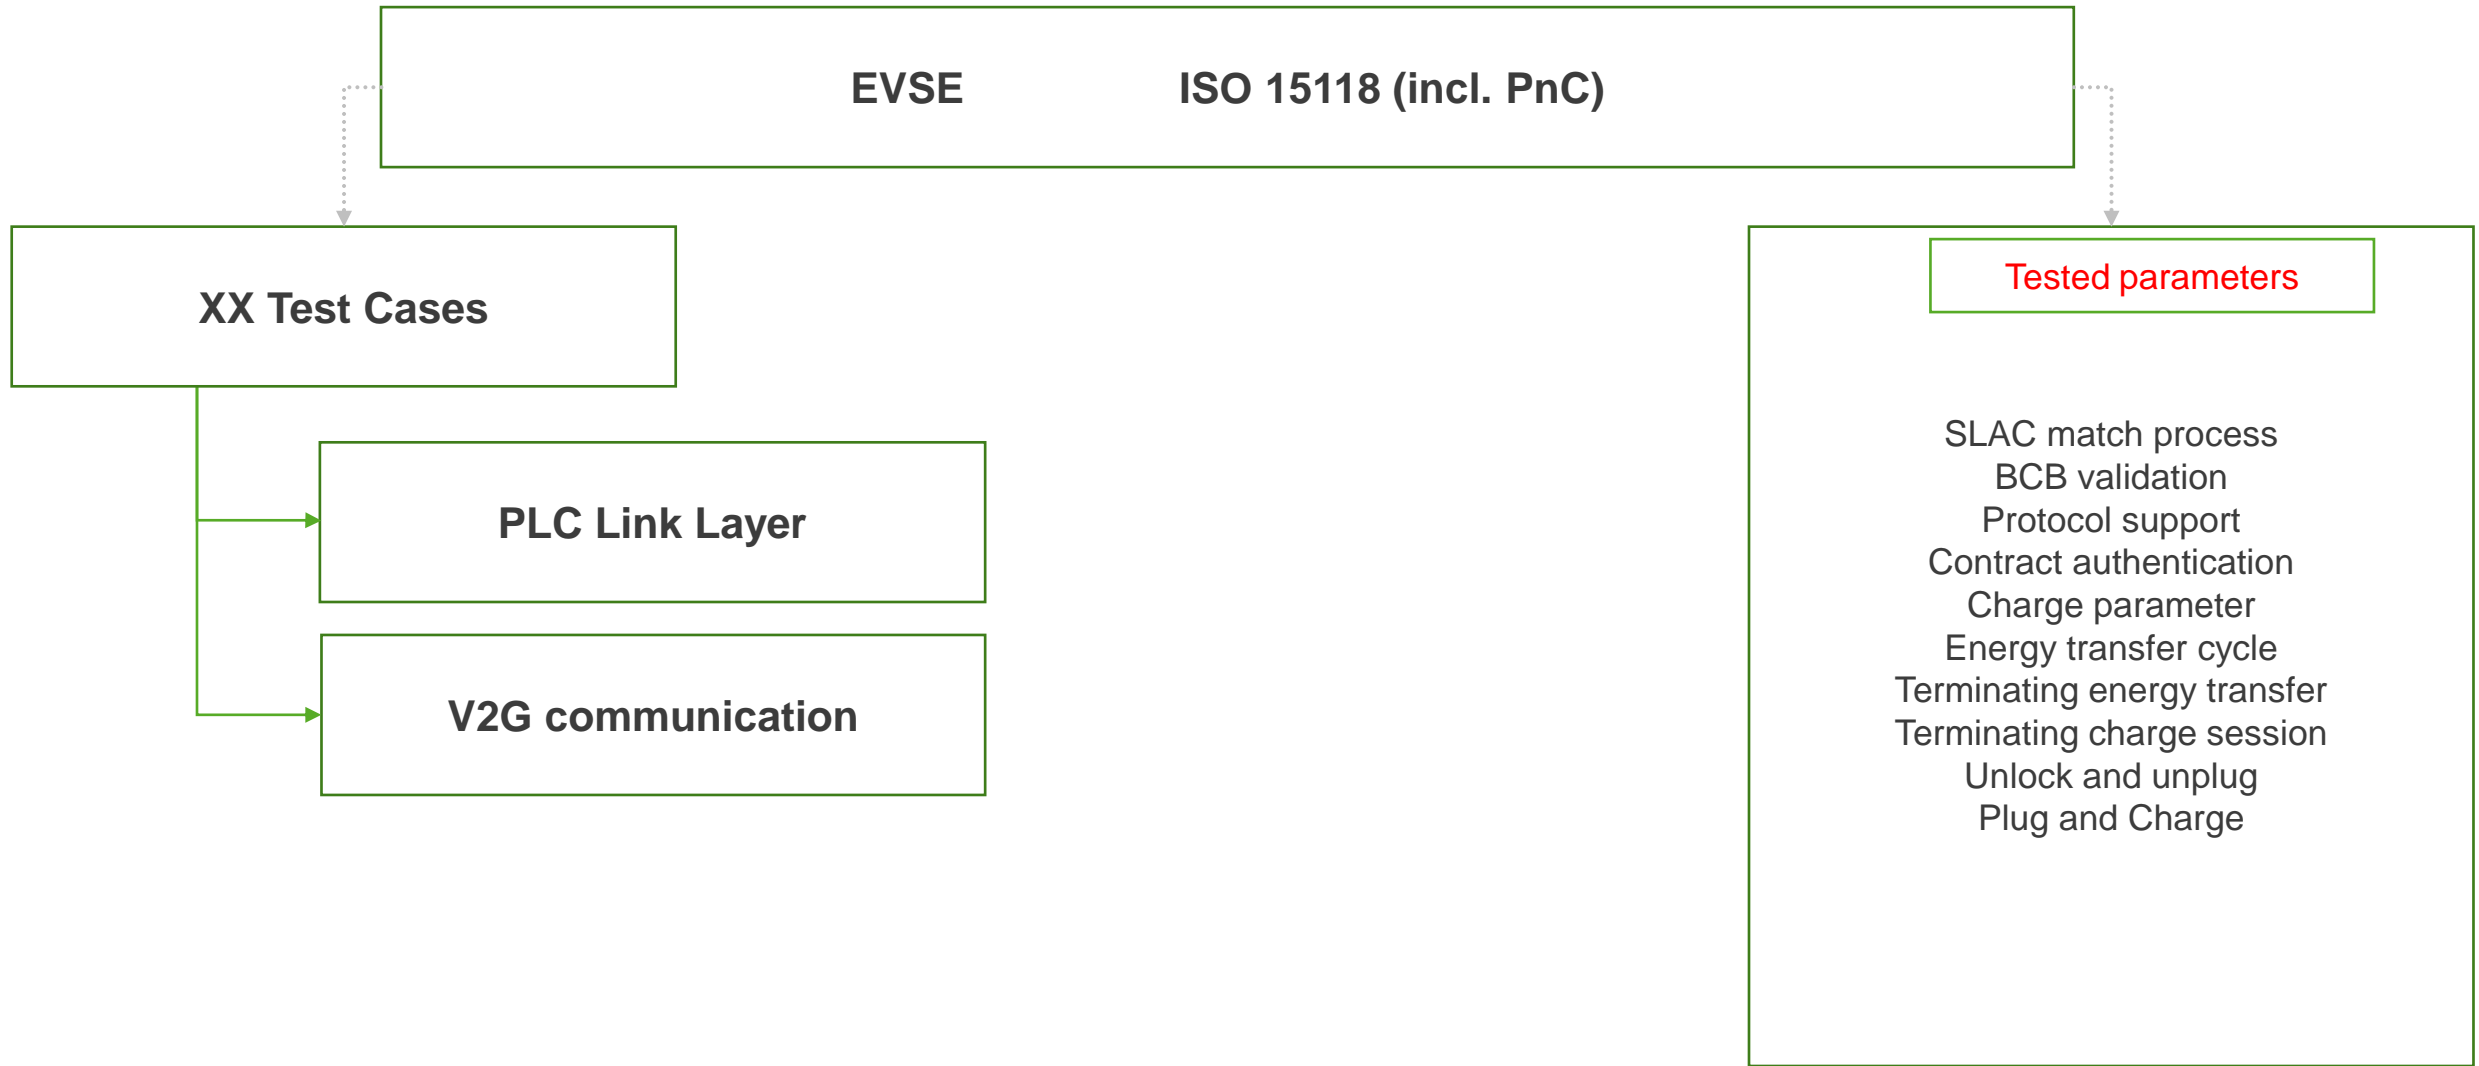 EVSE ISO 15118 (incl. PnC)
XX Test Cases
PLC Link Layer
V2G communication
Tested parameters
SLAC match process
BCB validation
Protocol support
Contract authentication
Charge parameter
Energy transfer cycle
Terminating energy transfer
Terminating charge session
Unlock and unplug
Plug and Charge